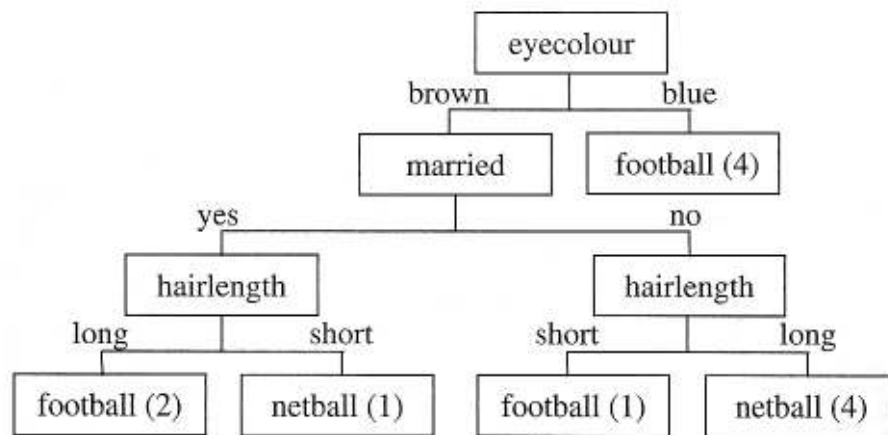 eyecolour
brown blue
married football (4)
yes no
hairlength hairlength
long short short long
football (2) netball (1) football (1) netball (4)